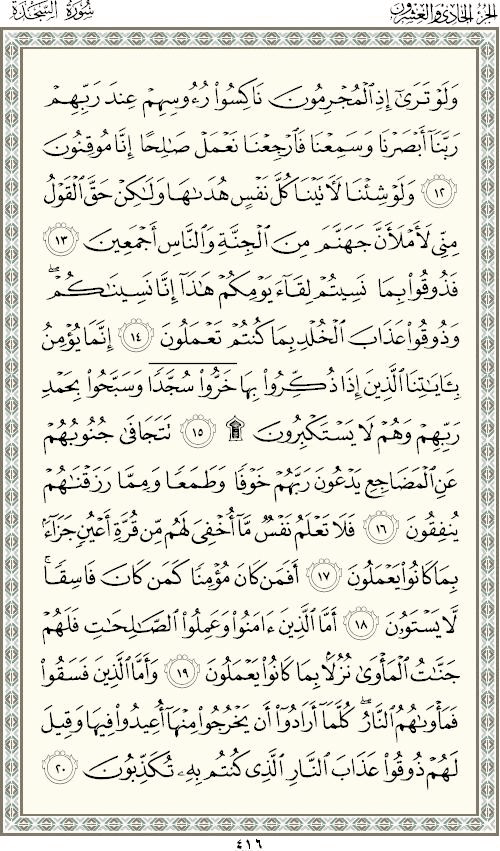 الجزء الحادي والعشرون
سورة السجدة
وَلَوْ تَرَىٰٓ إِذِ ٱلْمُجْرِمُونَ نَاكِسُوا۟ رُءُوسِهِمْ عِندَ رَبِّهِمْ
رَبَّنَآ أَبْصَرْنَا وَسَمِعْنَا فَٱرْجِعْنَا نَعْمَلْ صَٰلِحًا إِنَّا مُوقِنُونَ
١٢ وَلَوْ شِئْنَا لَءَاتَيْنَا كُلَّ نَفْسٍ هُدَىٰهَا وَلَٰكِنْ حَقَّ ٱلْقَوْلُ
مِنِّى لَأَمْلَأَنَّ جَهَنَّمَ مِنَ ٱلْجِنَّةِ وَٱلنَّاسِ أَجْمَعِينَ ١٣
فَذُوقُوا۟ بِمَا نَسِيتُمْ لِقَآءَ يَوْمِكُمْ هَٰذَآ إِنَّا نَسِينَٰكُمْ ۖ
وَذُوقُوا۟ عَذَابَ ٱلْخُلْدِ بِمَا كُنتُمْ تَعْمَلُونَ ١٤ إِنَّمَا يُؤْمِنُ
بِـَٔايَٰتِنَا ٱلَّذِينَ إِذَا ذُكِّرُوا۟ بِهَا خَرُّوا۟ سُجَّدًا وَسَبَّحُوا۟ بِحَمْدِ
رَبِّهِمْ وَهُمْ لَا يَسْتَكْبِرُونَ ۩ ١٥ تَتَجَافَىٰ جُنُوبُهُمْ
عَنِ ٱلْمَضَاجِعِ يَدْعُونَ رَبَّهُمْ خَوْفًا وَطَمَعًا وَمِمَّا رَزَقْنَٰهُمْ
يُنفِقُونَ ١٦ فَلَا تَعْلَمُ نَفْسٌ مَّآ أُخْفِىَ لَهُم مِّن قُرَّةِ أَعْيُنٍ جَزَآءًۢ
بِمَا كَانُوا۟ يَعْمَلُونَ ١٧ أَفَمَن كَانَ مُؤْمِنًا كَمَن كَانَ فَاسِقًا ۚ
لَّا يَسْتَوُۥنَ ١٨ أَمَّا ٱلَّذِينَ ءَامَنُوا۟ وَعَمِلُوا۟ ٱلصَّٰلِحَٰتِ فَلَهُمْ
جَنَّٰتُ ٱلْمَأْوَىٰ نُزُلًۢا بِمَا كَانُوا۟ يَعْمَلُونَ ١٩ وَأَمَّا ٱلَّذِينَ فَسَقُوا۟
فَمَأْوَىٰهُمُ ٱلنَّارُ ۖ كُلَّمَآ أَرَادُوٓا۟ أَن يَخْرُجُوا۟ مِنْهَآ أُعِيدُوا۟ فِيهَا وَقِيلَ
لَهُمْ ذُوقُوا۟ عَذَابَ ٱلنَّارِ ٱلَّذِى كُنتُم بِهِۦ تُكَذِّبُونَ ٢٠
٤١٦